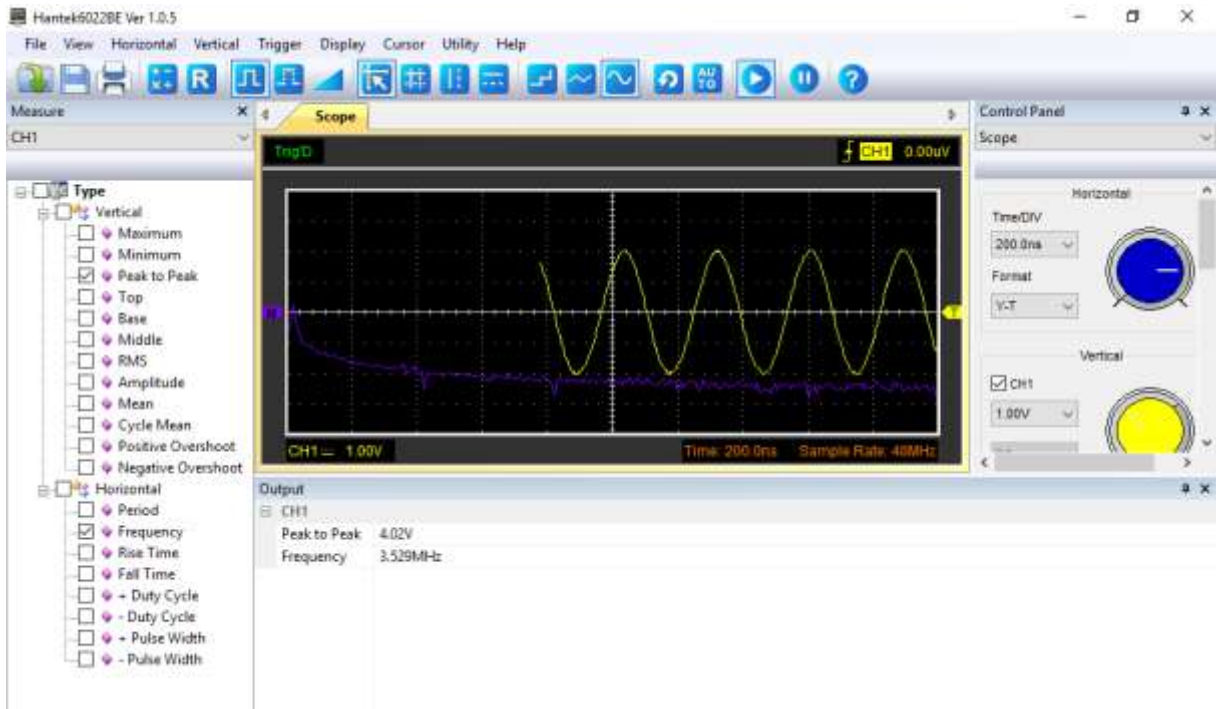 Hantek6022BE Ver 1.0.5
File View Horizontal Vertical Trigger Display Cursor Utility Help
R AUTO ?
Measure
CH1
Type
Vertical
Maximum
Minimum
Peak to Peak
Top
Base
Middle
RMS
Amplitude
Mean
Cycle Mean
Positive Overshoot
Negative Overshoot
Horizontal
Period
Frequency
Rise Time
Fall Time
+ Duty Cycle
- Duty Cycle
+ Pulse Width
- Pulse Width
Scope
Trig'D CH1 0.00uV
T
CH1 1.00V Time: 200.0ns Sample Rate: 48MHz
Output
CH1
Peak to Peak 4.02V
Frequency 3.529MHz
Control Panel
Scope
Horizontal
Time/DIV
200.0ns
Format
Y-T
Vertical
CH1
1.00V